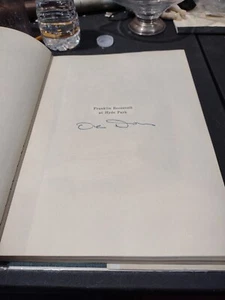 Franklin Roosevelt
at Hyde Park